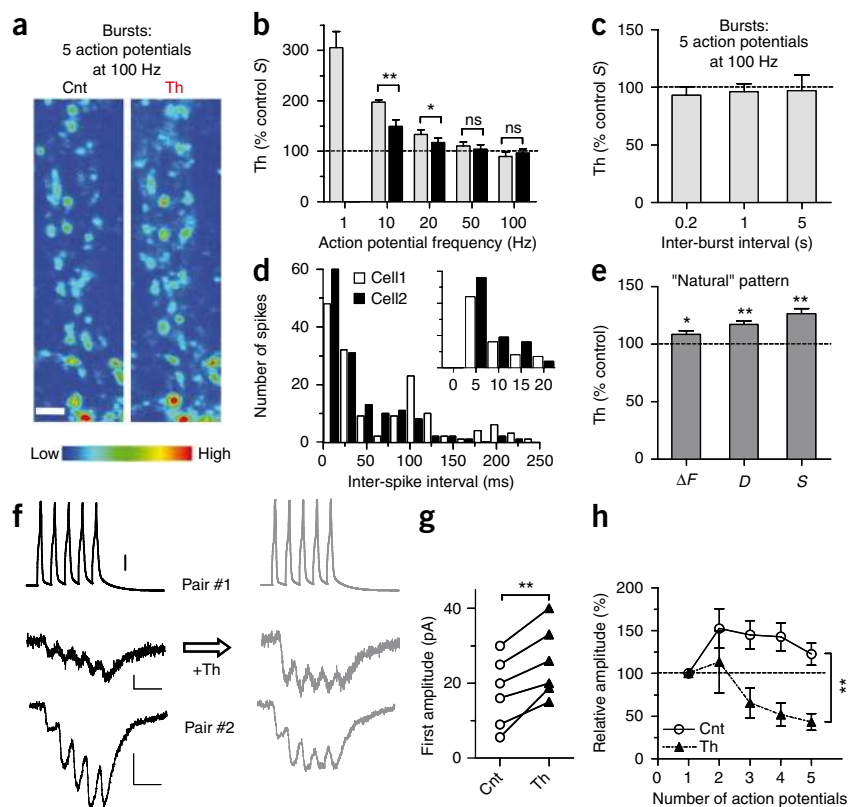 a
Bursts:
5 action potentials
at 100 Hz
Cnt Th
Low High
b
Th (% control S)
300
250
200
150
100
** * ns ns
1 10 20 50 100
Action potential frequency (Hz)
c
Bursts:
5 action potentials
at 100 Hz
Th (% control S)
150
100
50
0
0.2 1 5
Inter-burst interval (s)
d
Number of spikes
60
40
20
0
Cell1
Cell2
0 5 10 15 20
0 50 100 150 200 250
Inter-spike interval (ms)
e
"Natural" pattern
Th (% control)
150
100
50
0
* ** **
ΔF D S
f
Pair #1
+Th
Pair #2
g
**
First amplitude (pA)
40
20
0
Cnt Th
h
Relative amplitude (%)
200
150
100
50
0
**
Cnt
Th
0 1 2 3 4 5
Number of action potentials